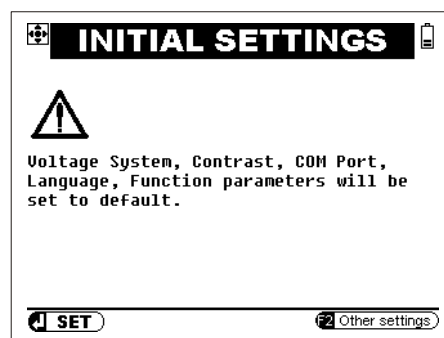 INITIAL SETTINGS
Voltage System, Contrast, COM Port,
Language, Function parameters will be
set to default.
SET
F2 Other settings